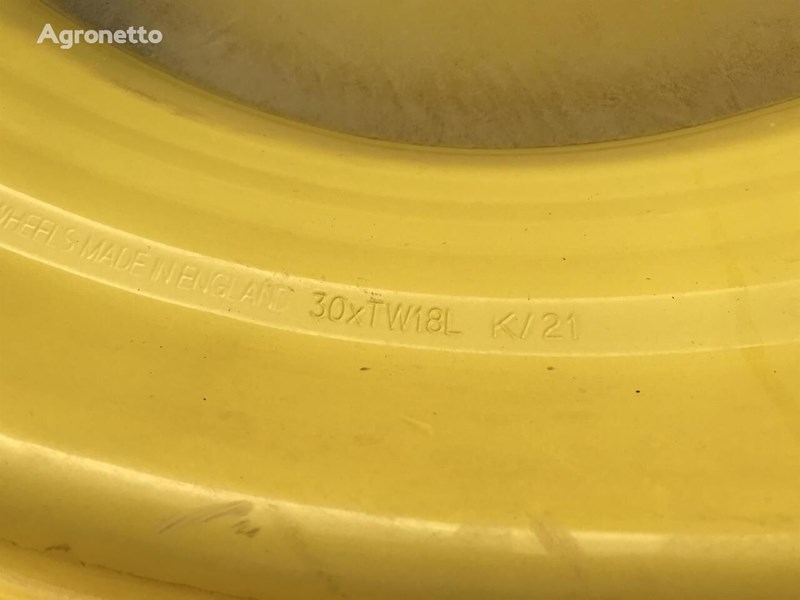 Agronetto
WHEELS MADE IN ENGLAND 30xTW18L K/21